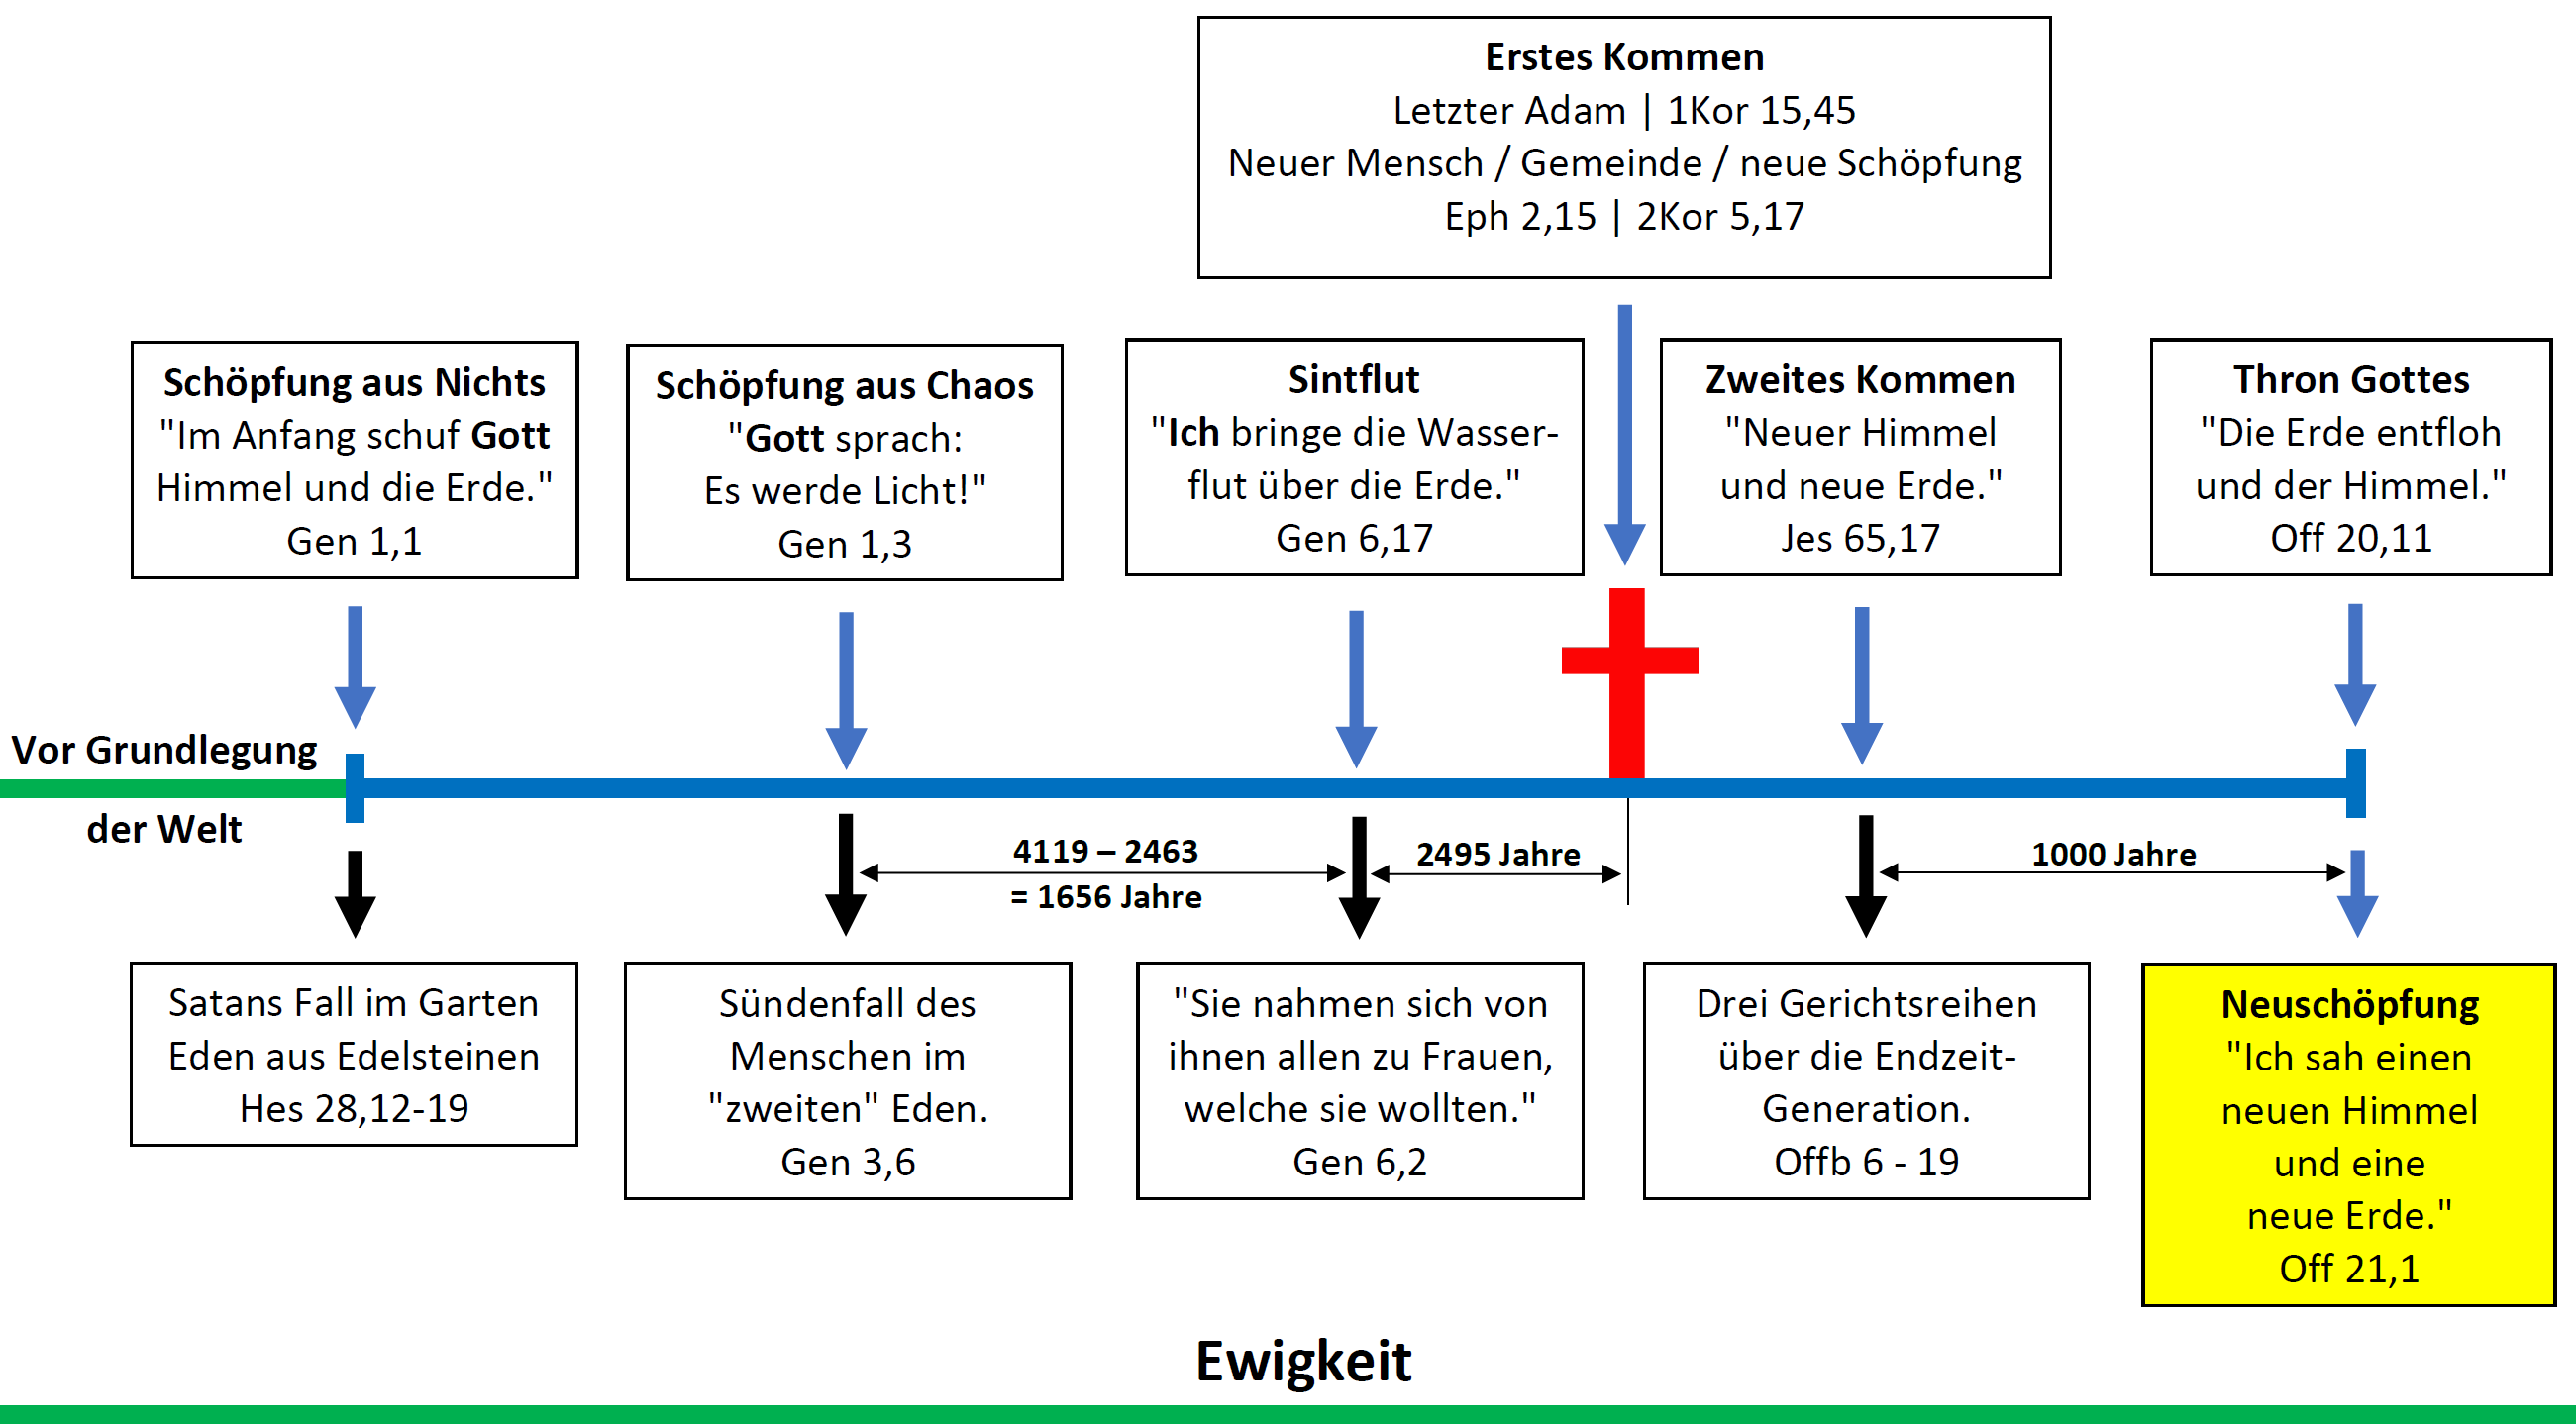 Erstes Kommen
Letzter Adam | 1Kor 15,45
Neuer Mensch / Gemeinde / neue Schöpfung
Eph 2,15 | 2Kor 5,17
Schöpfung aus Nichts
"Im Anfang schuf Gott
Himmel und die Erde."
Gen 1,1
Schöpfung aus Chaos
"Gott sprach:
Es werde Licht!"
Gen 1,3
Sintflut
"Ich bringe die Wasser-
flut über die Erde."
Gen 6,17
Zweites Kommen
"Neuer Himmel
und neue Erde."
Jes 65,17
Thron Gottes
"Die Erde entfloh
und der Himmel."
Off 20,11
Vor Grundlegung
der Welt
4119 – 2463
= 1656 Jahre
2495 Jahre
1000 Jahre
Satans Fall im Garten
Eden aus Edelsteinen
Hes 28,12-19
Sündenfall des
Menschen im
"zweiten" Eden.
Gen 3,6
"Sie nahmen sich von
ihnen allen zu Frauen,
welche sie wollten."
Gen 6,2
Drei Gerichtsreihen
über die Endzeit-
Generation.
Offb 6 - 19
Neuschöpfung
"Ich sah einen
neuen Himmel
und eine
neue Erde."
Off 21,1
Ewigkeit